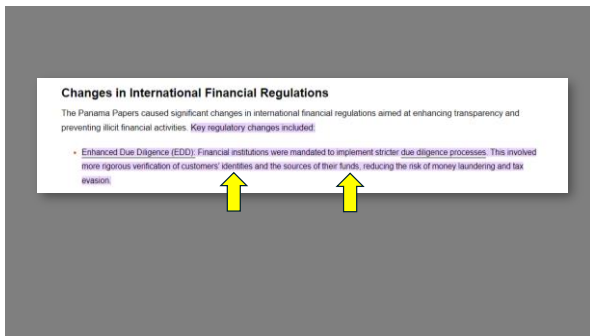 Changes in International Financial Regulations
The Panama Papers caused significant changes in international financial regulations aimed at enhancing transparency and
preventing illicit financial activities. Key regulatory changes included:
• Enhanced Due Diligence (EDD): Financial institutions were mandated to implement stricter due diligence processes. This involved
more rigorous verification of customers' identities and the sources of their funds, reducing the risk of money laundering and tax
evasion.